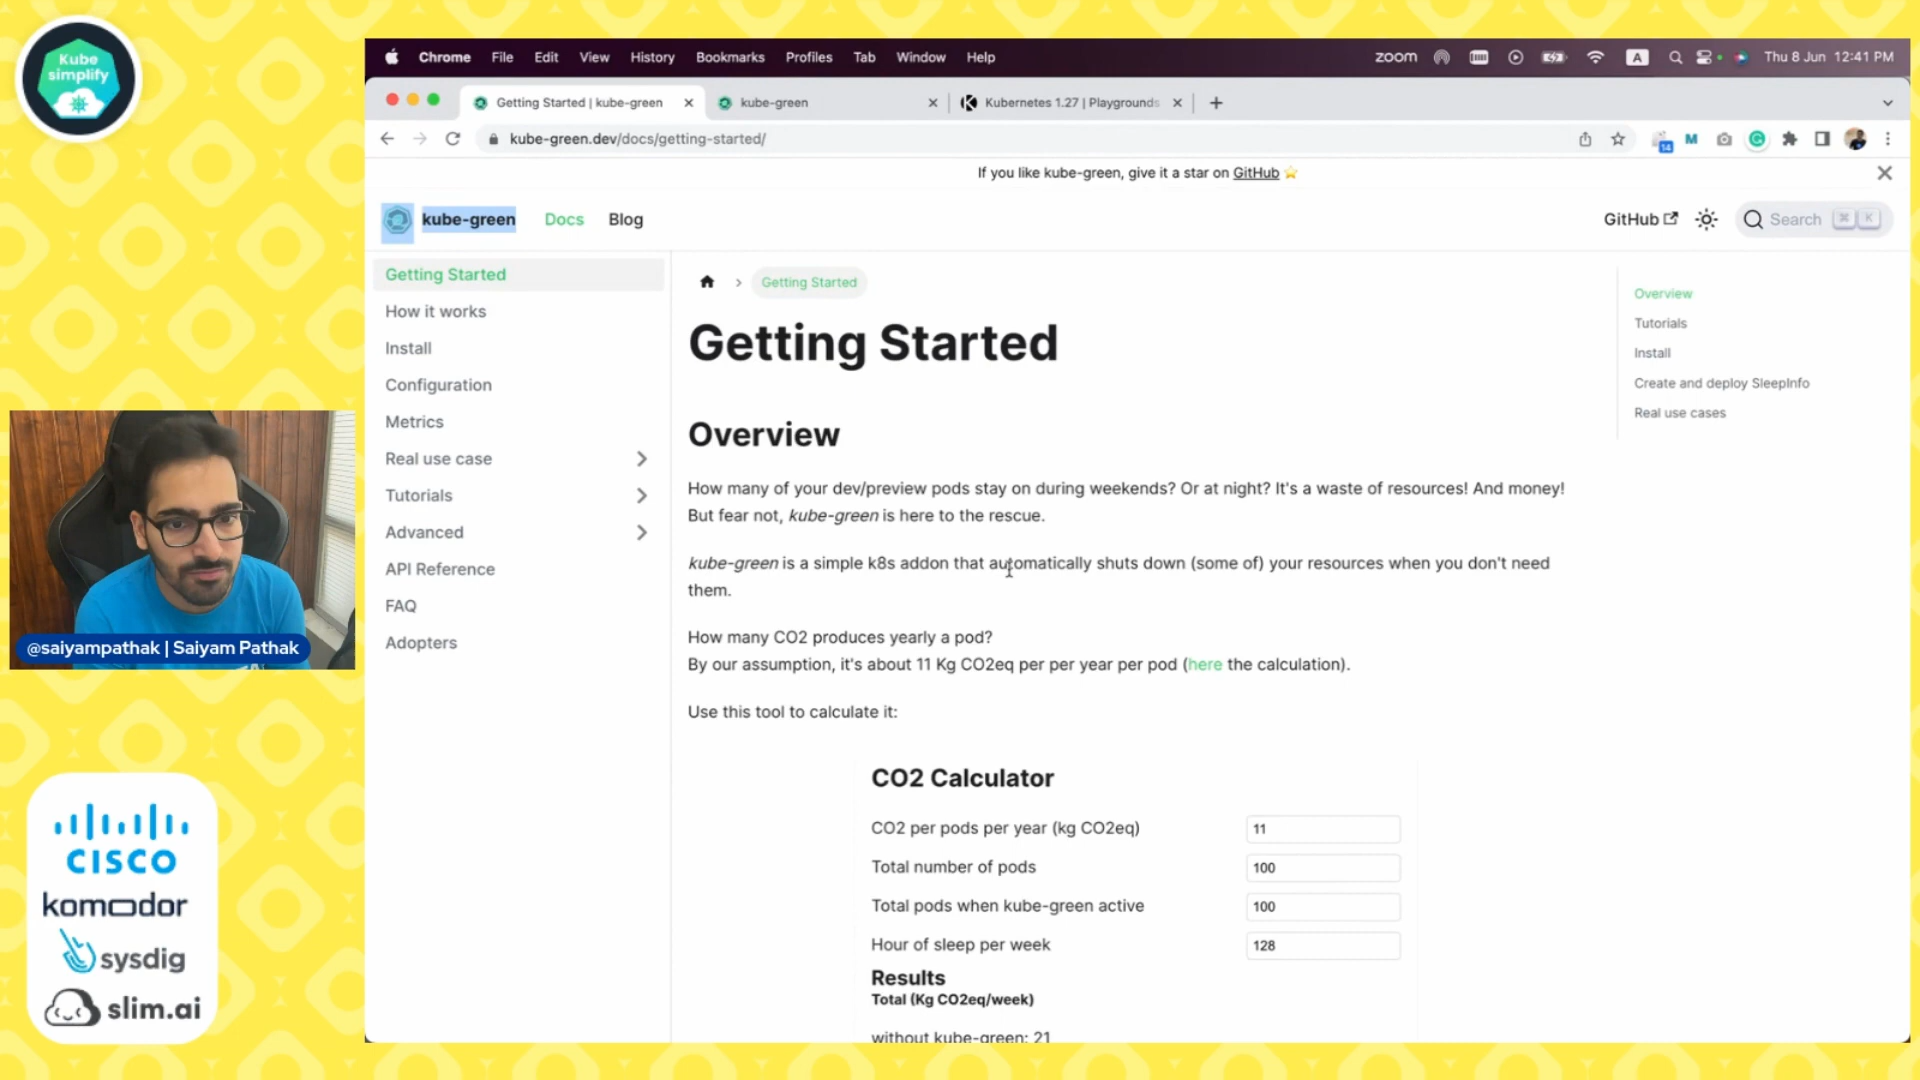 Kube
simplify
Chrome File Edit View History Bookmarks Profiles Tab Window Help
zoom A Thu 8 Jun 12:41 PM
Getting Started | kube-green
kube-green
Kubernetes 1.27 | Playgrounds
kube-green.dev/docs/getting-started/
14 M
If you like kube-green, give it a star on GitHub ⭐
kube-green Docs Blog
GitHub Search ⌘ K
Getting Started
How it works
Install
Configuration
Metrics
Real use case
Tutorials
Advanced
API Reference
FAQ
Adopters
Getting Started
Getting Started
Overview
How many of your dev/preview pods stay on during weekends? Or at night? It's a waste of resources! And money!
But fear not, kube-green is here to the rescue.
kube-green is a simple k8s addon that automatically shuts down (some of) your resources when you don't need
them.
How many CO2 produces yearly a pod?
By our assumption, it's about 11 Kg CO2eq per per year per pod (here the calculation).
Use this tool to calculate it:
CO2 Calculator
CO2 per pods per year (kg CO2eq) 11
Total number of pods 100
Total pods when kube-green active 100
Hour of sleep per week 128
Results
Total (Kg CO2eq/week)
without kube-green: 21
Overview
Tutorials
Install
Create and deploy SleepInfo
Real use cases
@saiyampathak | Saiyam Pathak
CISCO
komodor
sysdig
slim.ai